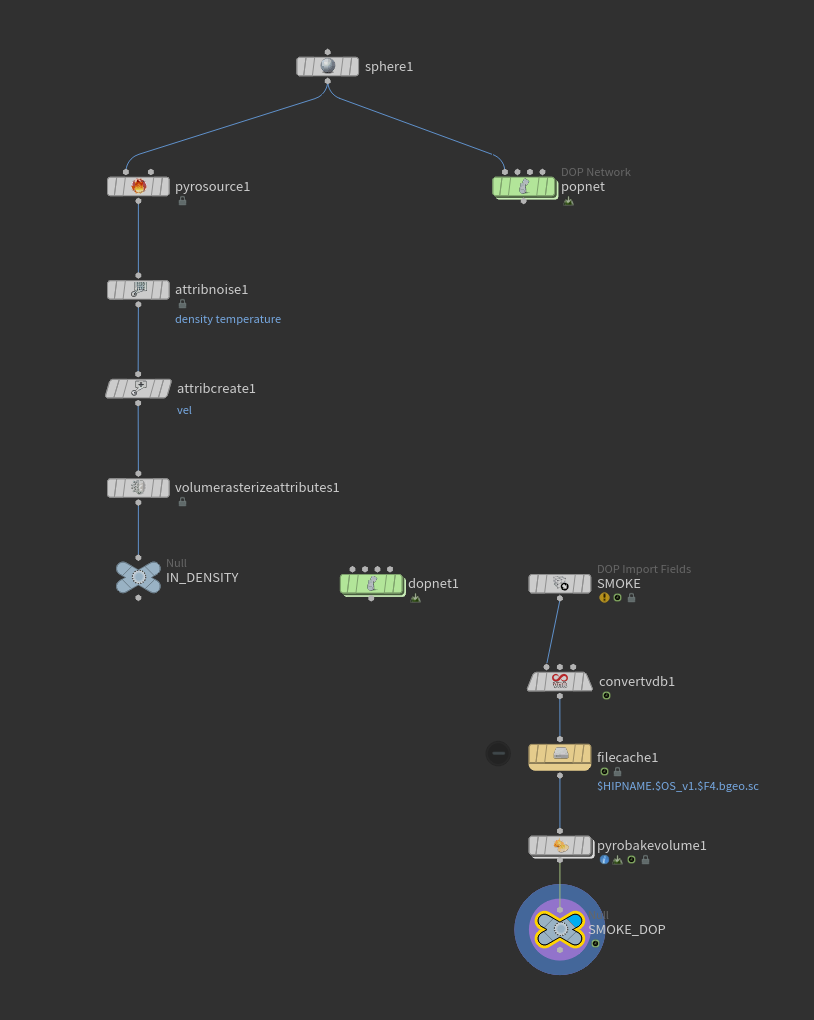 sphere1
pyrosource1
DOP Network
popnet
attribnoise1
density temperature
attribcreate1
vel
volumerasterizeattributes1
Null
IN_DENSITY
dopnet1
DOP Import Fields
SMOKE
convertvdb1
filecache1
$HIPNAME.$OS_v1.$F4.bgeo.sc
pyrobakevolume1
SMOKE_DOP